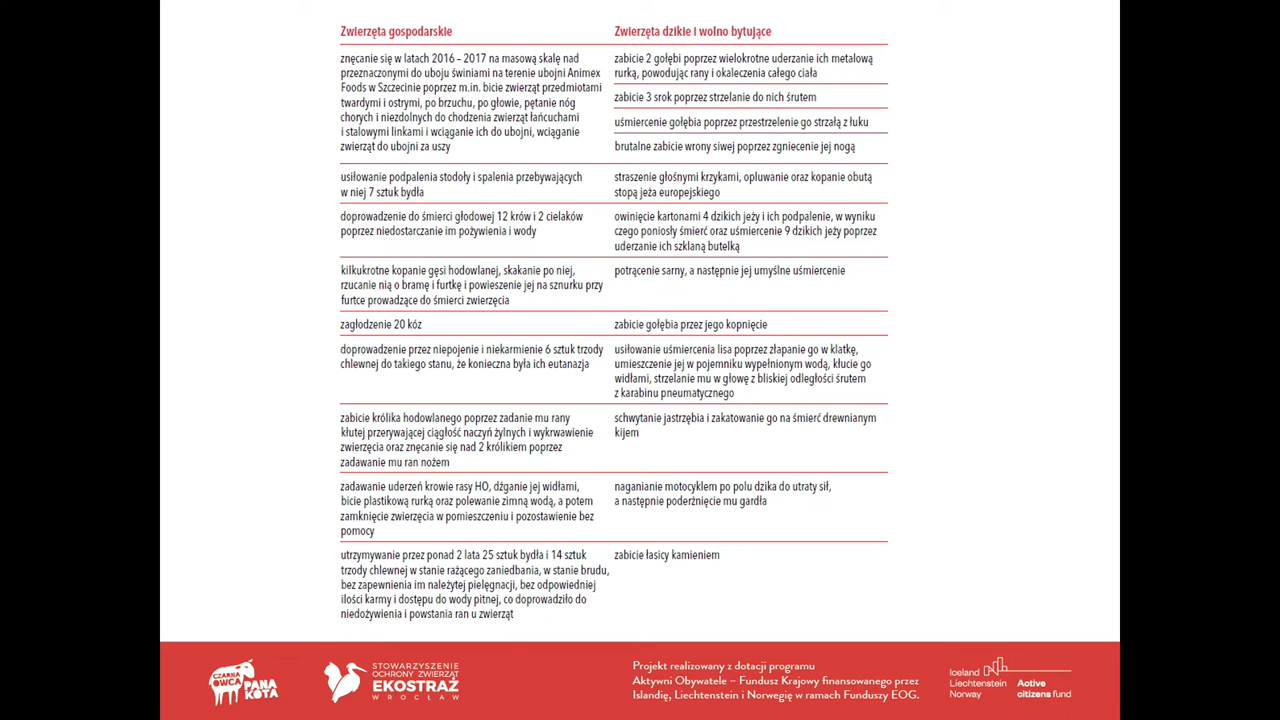 Zwierzęta gospodarskie
znęcanie się w latach 2016 – 2017 na masową skalę nad
przeznaczonymi do uboju świniami na terenie ubojni Animex
Foods w Szczecinie poprzez m.in. bicie zwierząt przedmiotami
twardymi i ostrymi, po brzuchu, po głowie, pętanie nóg
chorych i niezdolnych do chodzenia zwierząt łańcuchami
i stalowymi linkami i wciąganie ich do ubojni, wciąganie
zwierząt do ubojni za uszy
usiłowanie podpalenia stodoły i spalenia przebywających
w niej 7 sztuk bydła
doprowadzenie do śmierci głodowej 12 krów i 2 cielaków
poprzez niedostarczanie im pożywienia i wody
kilkukrotne kopanie gęsi hodowlanej, skakanie po niej,
rzucanie nią o bramę i furtkę i powieszenie jej na sznurku przy
furtce prowadzące do śmierci zwierzęcia
zagłodzenie 20 kóz
doprowadzenie przez niepojenie i niekarmienie 6 sztuk trzody
chlewnej do takiego stanu, że konieczna była ich eutanazja
zabicie królika hodowlanego poprzez zadanie mu rany
kłutej przerywającej ciągłość naczyń żylnych i wykrwawienie
zwierzęcia oraz znęcanie się nad 2 królikiem poprzez
zadawanie mu ran nożem
zadawanie uderzeń krowie rasy HO, dźganie jej widłami,
bicie plastikową rurką oraz polewanie zimną wodą, a potem
zamknięcie zwierzęcia w pomieszczeniu i pozostawienie bez
pomocy
utrzymywanie przez ponad 2 lata 25 sztuk bydła i 14 sztuk
trzody chlewnej w stanie rażącego zaniedbania, w stanie brudu,
bez zapewnienia im należytej pielęgnacji, bez odpowiedniej
ilości karmy i dostępu do wody pitnej, co doprowadziło do
niedożywienia i powstania ran u zwierząt
Zwierzęta dzikie i wolno bytujące
zabicie 2 gołębi poprzez wielokrotne uderzanie ich metalową
rurką, powodując rany i okaleczenia całego ciała
zabicie 3 srok poprzez strzelanie do nich śrutem
uśmiercenie gołębia poprzez przestrzelenie go strzałą z łuku
brutalne zabicie wrony siwej poprzez zgniecenie jej nogą
straszenie głośnymi krzykami, opluwanie oraz kopanie obutą
stopą jeża europejskiego
owinięcie kartonami 4 dzikich jeży i ich podpalenie, w wyniku
czego poniosły śmierć oraz uśmiercenie 9 dzikich jeży poprzez
uderzanie ich szklaną butelką
potrącenie sarny, a następnie jej umyślne uśmiercenie
zabicie gołębia przez jego kopnięcie
usiłowanie uśmiercenia lisa poprzez złapanie go w klatkę,
umieszczenie jej w pojemniku wypełnionym wodą, kłucie go
widłami, strzelanie mu w głowę z bliskiej odległości śrutem
z karabinu pneumatycznego
schwytanie jastrzębia i zakatowanie go na śmierć drewnianym
kijem
naganianie motocyklem po polu dzika do utraty sił,
a następnie poderżnięcie mu gardła
zabicie łasicy kamieniem
CZARNA
OWCA
PANA
KOTA
STOWARZYSZENIE
OCHRONY ZWIERZĄT
EKOSTRAŻ
WROCŁAW
Projekt realizowany z dotacji programu
Aktywni Obywatele – Fundusz Krajowy finansowanego przez
Islandię, Liechtenstein i Norwegię w ramach Funduszy EOG.
Iceland
Liechtenstein
Norway
Active
citizens fund